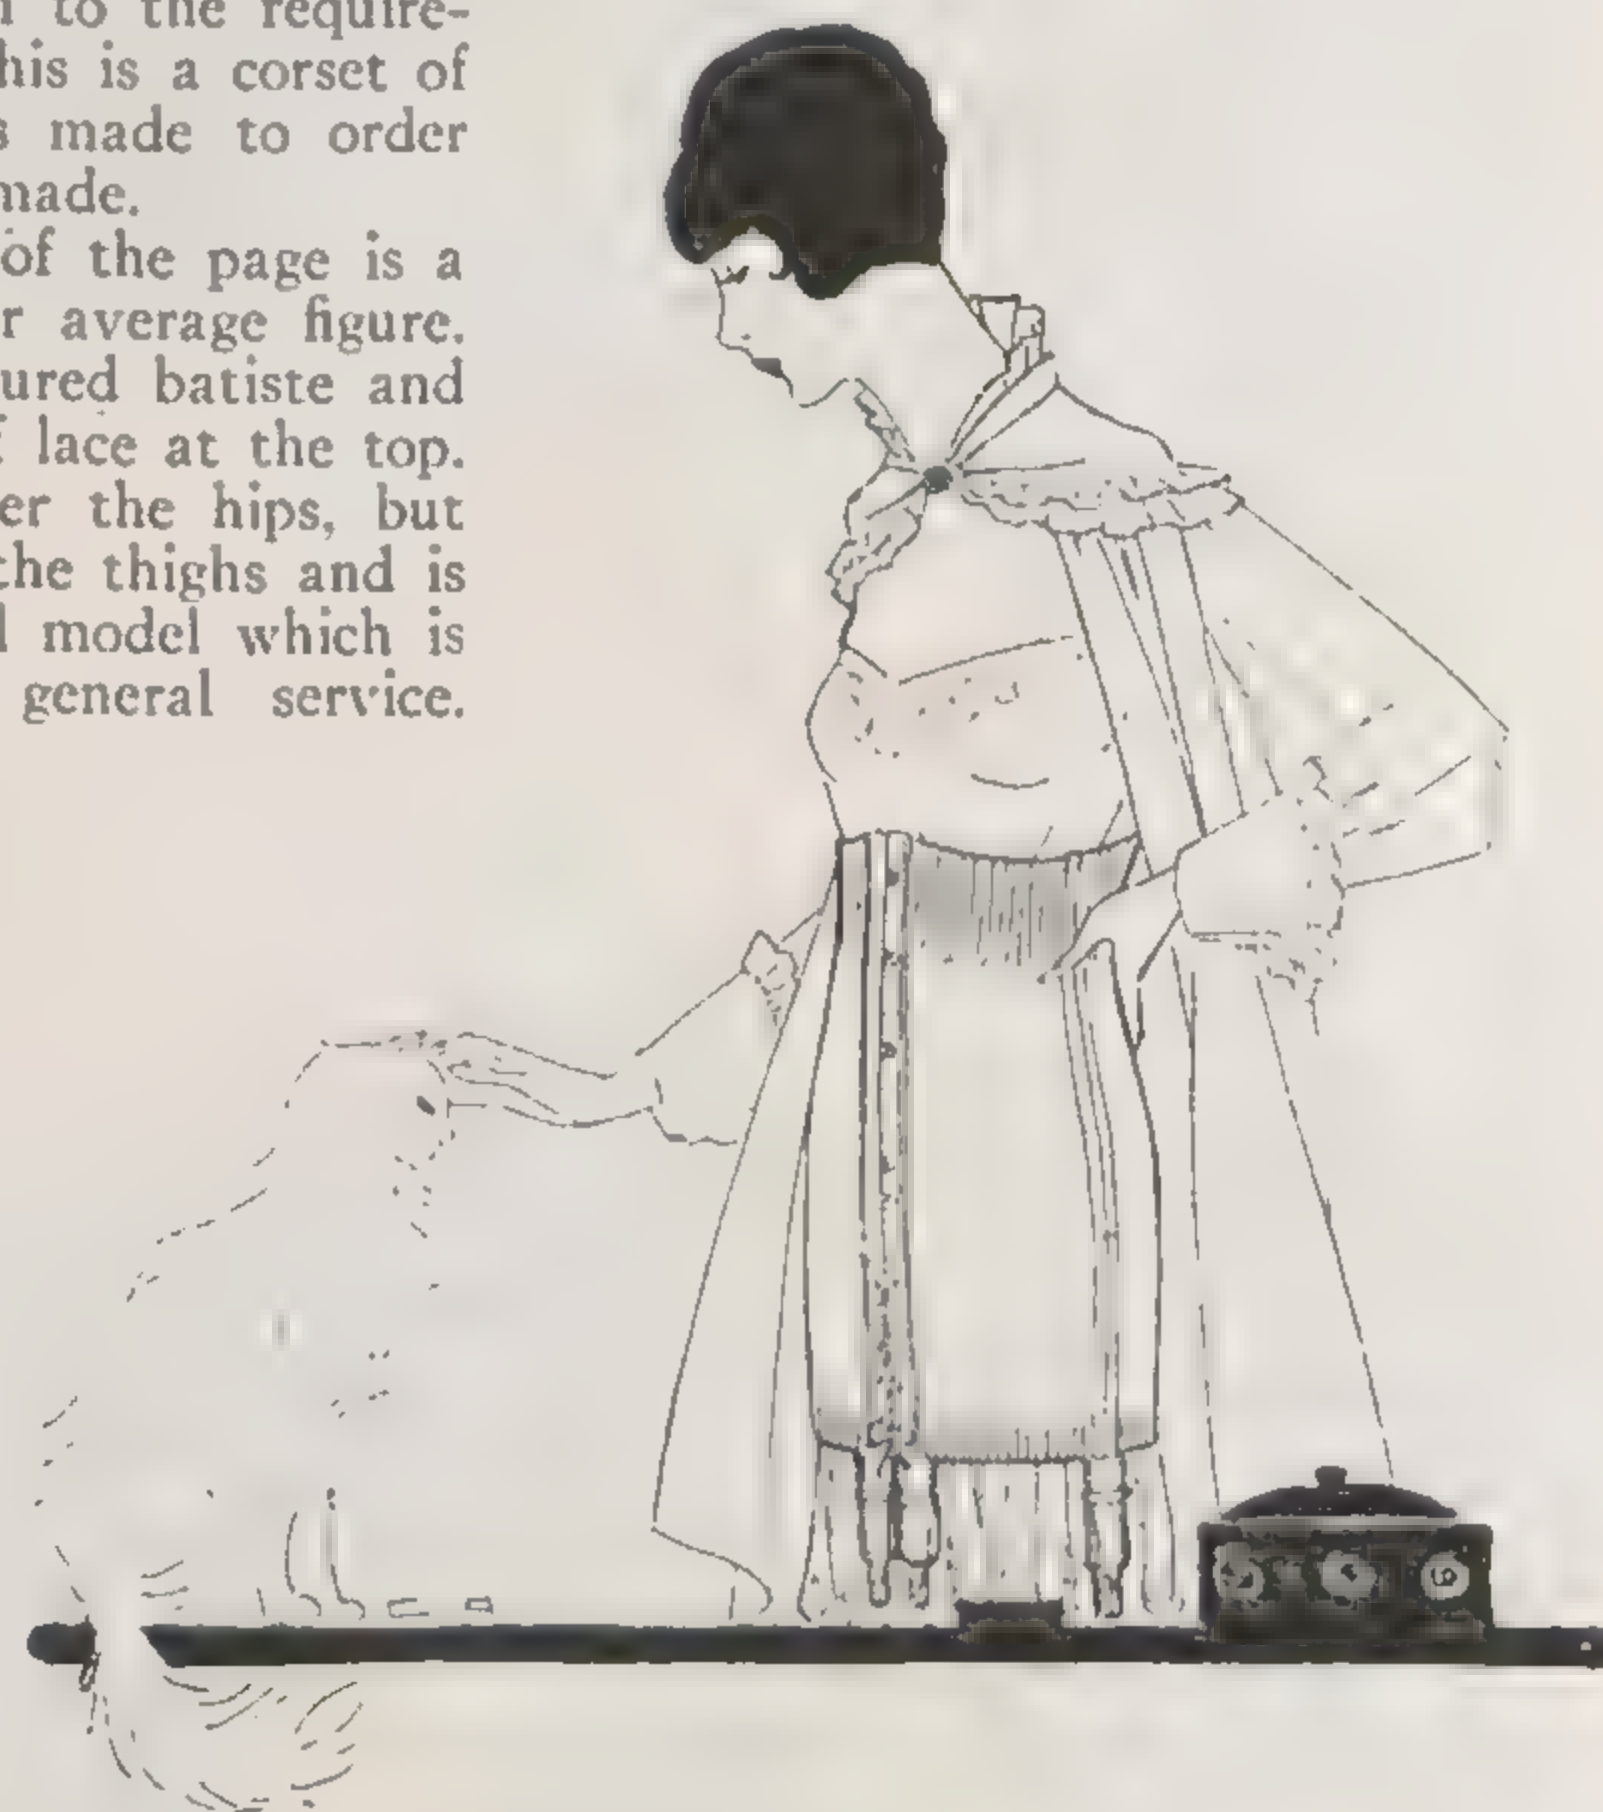 to the require-
his is a corset of
made to order
made.
of the page is a
r average figure.
ured batiste and
lace at the top.
er the hips, but
the thighs and is
model which is
general service.